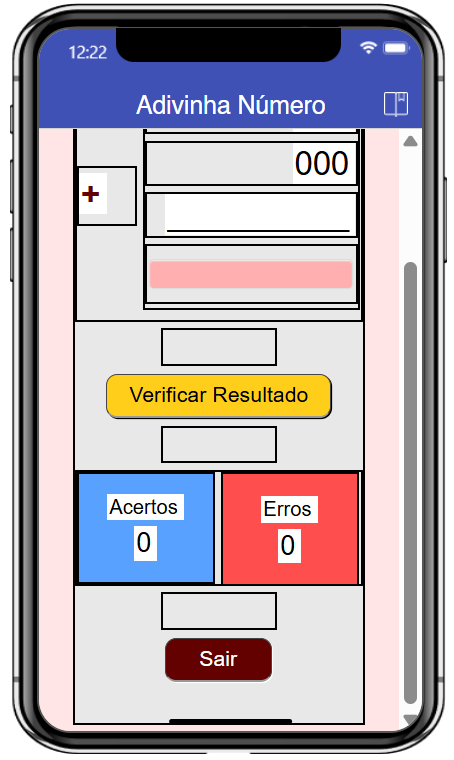 12:22
Adivinha Número
000
+
Verificar Resultado
Acertos
Erros
0
0
Sair